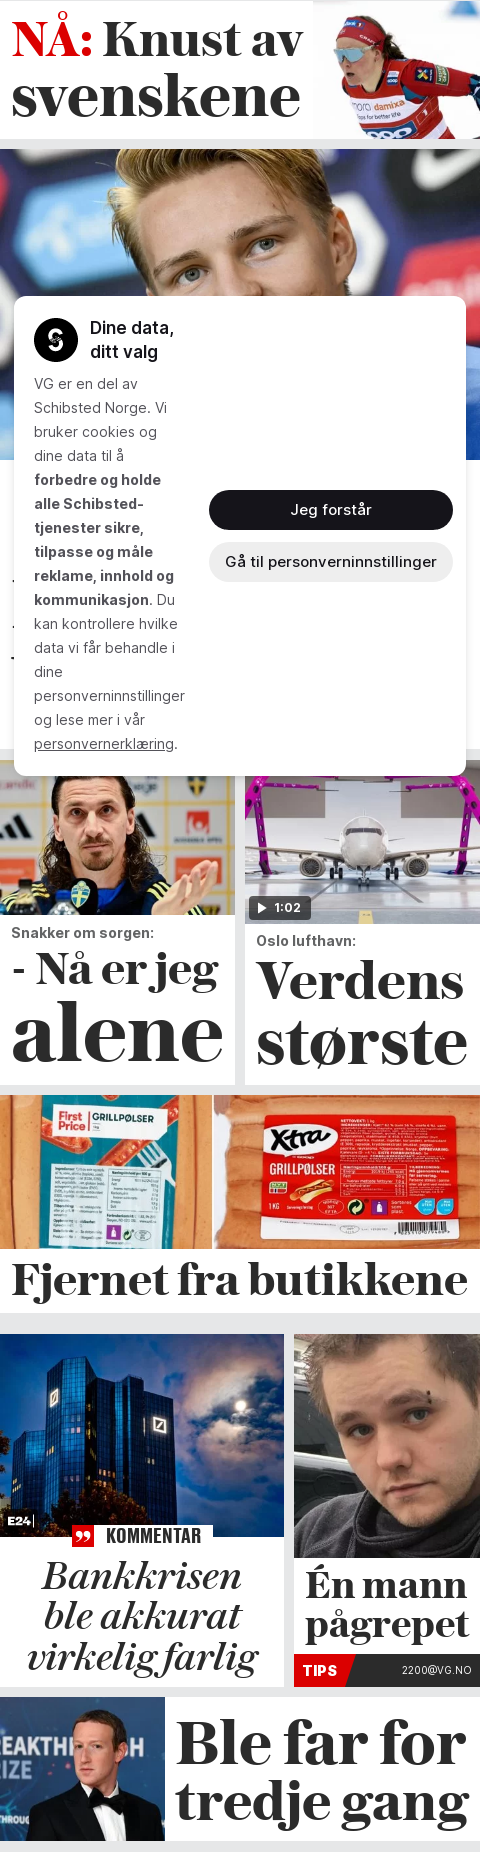 NÅ: Knust av
svenskene
Dine data,
ditt valg
VG er en del av
Schibsted Norge. Vi
bruker cookies og
dine data til å
forbedre og holde
alle Schibsted-
tjenester sikre,
tilpasse og måle
reklame, innhold og
kommunikasjon. Du
kan kontrollere hvilke
data vi får behandle i
dine
personverninnstillinger
og lese mer i vår
personvernerklæring.
Jeg forstår
Gå til personverninnstillinger
1:02
Snakker om sorgen:
- Nå er jeg
alene
Oslo lufthavn:
Verdens
største
First
Price
GRILLPØLSER
Xtra
GRILLPØLSER
1 KG
Fjernet fra butikkene
E24
KOMMENTAR
Bankkrisen
ble akkurat
virkelig farlig
Én mann
pågrepet
TIPS
2200@VG.NO
Ble far for
tredje gang